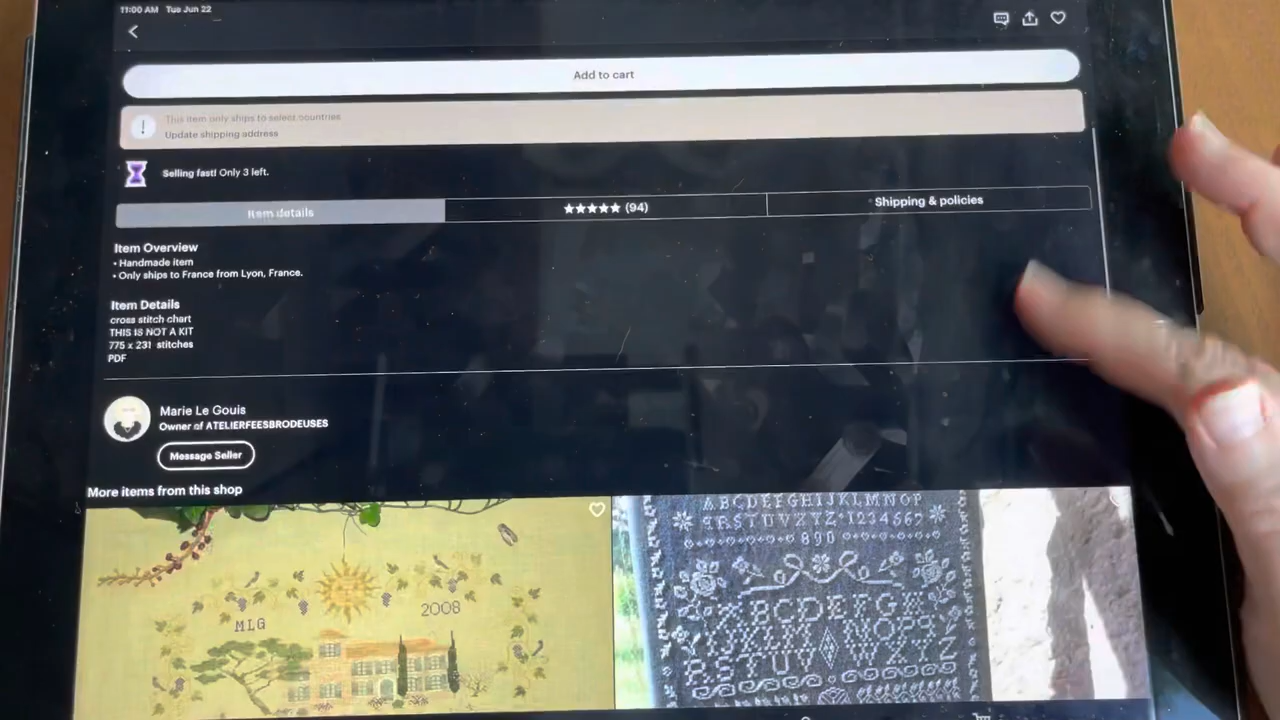 11:00 AM Tue Jun 22
Add to cart
This item only ships to select countries
Update shipping address
Selling fast! Only 3 left.
Item details
(94)
Shipping & policies
Item Overview
• Handmade item
• Only ships to France from Lyon, France.
Item Details
cross stitch chart
THIS IS NOT A KIT
775 x 231 stitches
PDF
Marie Le Gouis
Owner of ATELIERFEESBRODEUSES
Message Seller
More items from this shop
2008
MLG
ABCDEFGHIJKLMNOP
QRSTUVXYZ 1234567
890